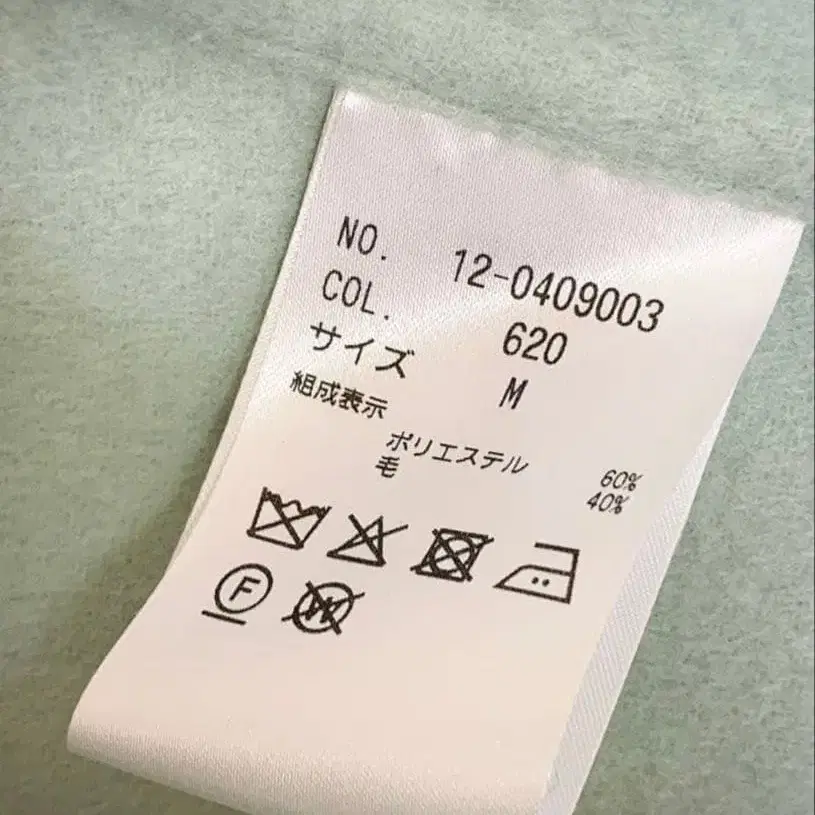 NO. 12-0409003
COL. 620
サイズ M
組成表示
ポリエステル 60%
毛 40%
F W